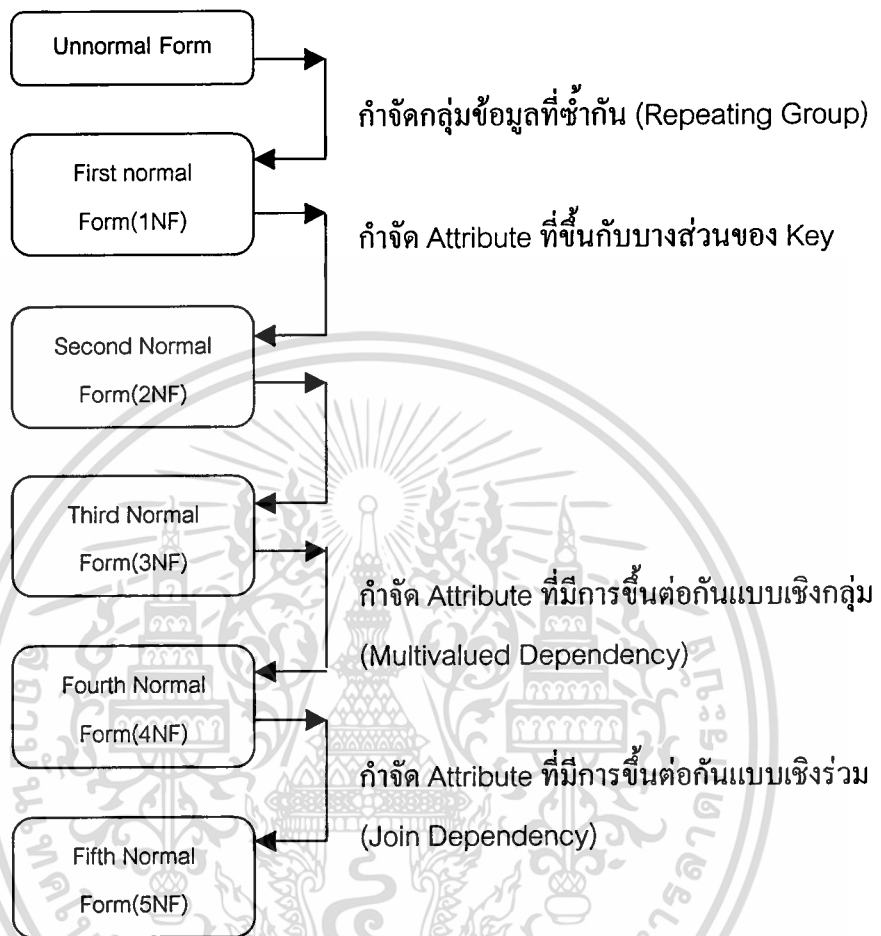 Unnormal Form
กำจัดกลุ่มข้อมูลที่ซ้ำกัน (Repeating Group)
First normal
Form(1NF)
กำจัด Attribute ที่ขึ้นกับบางส่วนของ Key
Second Normal
Form(2NF)
Third Normal
Form(3NF)
กำจัด Attribute ที่มีการขึ้นต่อกันแบบเชิงกลุ่ม
(Multivalued Dependency)
Fourth Normal
Form(4NF)
กำจัด Attribute ที่มีการขึ้นต่อกันแบบเชิงร่วม
(Join Dependency)
Fifth Normal
Form(5NF)